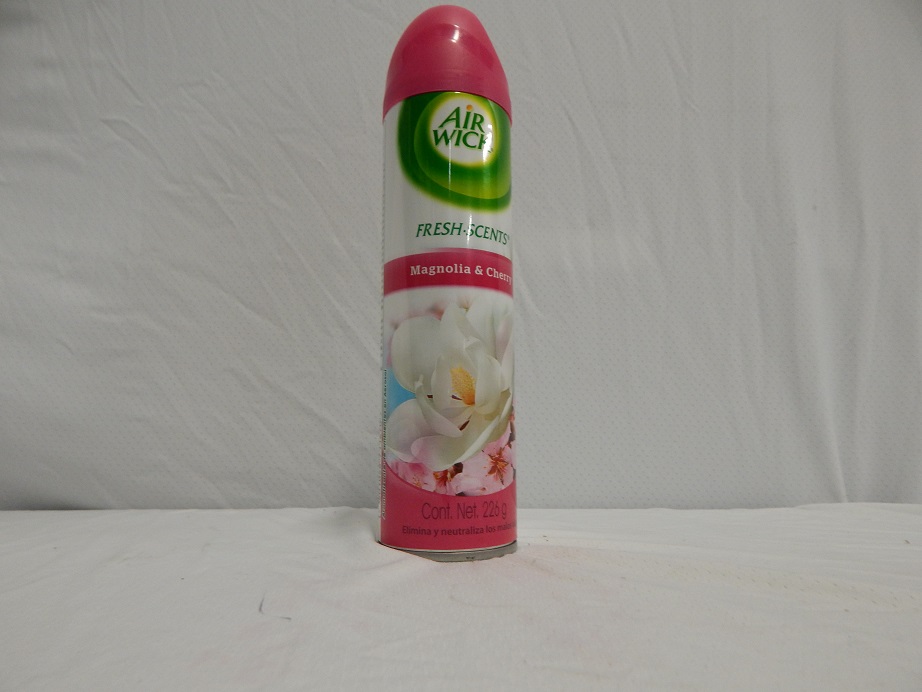 AIR
WICK
FRESH-SCENTS
Magnolia & Cherry
Cont. Net. 226 g
Elimina y neutraliza los